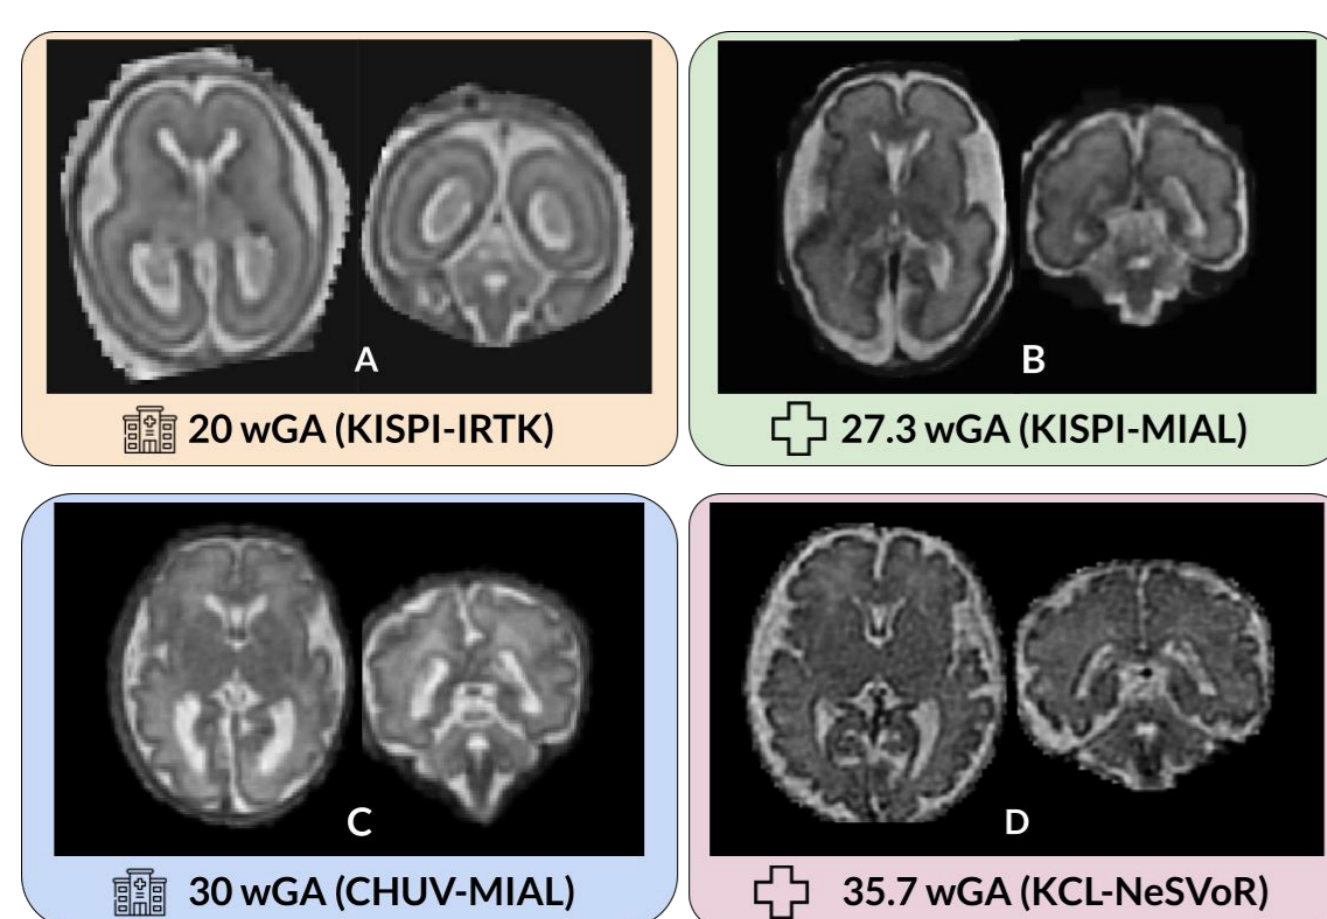 A
B
20 wGA (KISPI-IRTK)
27.3 wGA (KISPI-MIAL)
C
D
30 wGA (CHUV-MIAL)
35.7 wGA (KCL-NeSVoR)